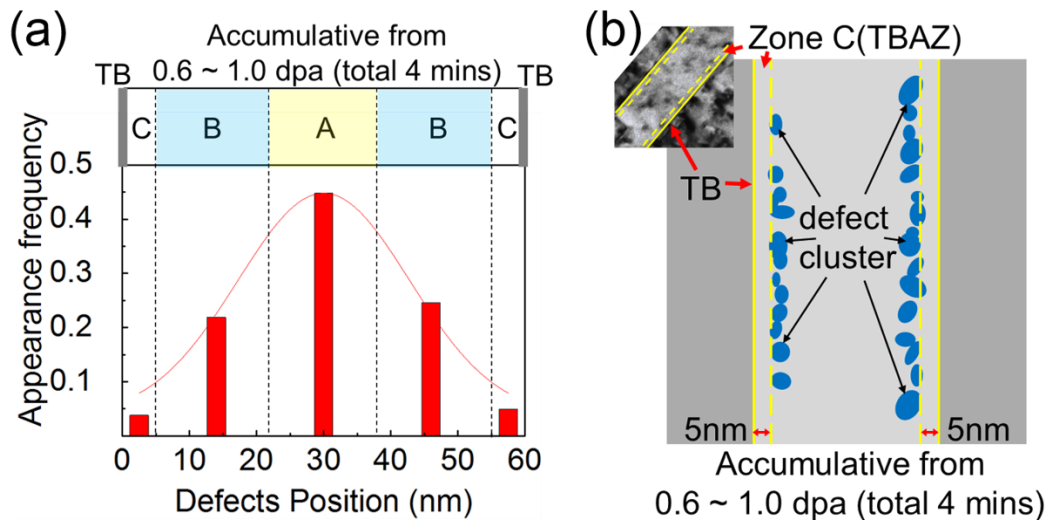 (a)
Accumulative from
0.6 ~ 1.0 dpa (total 4 mins)
TB
TB
C
B
A
B
C
0.5
0.4
0.3
0.2
0.1
Appearance frequency
0
10
20
30
40
50
60
Defects Position (nm)
(b)
Zone C(TBAZ)
TB
defect
cluster
5nm
5nm
Accumulative from
0.6 ~ 1.0 dpa (total 4 mins)